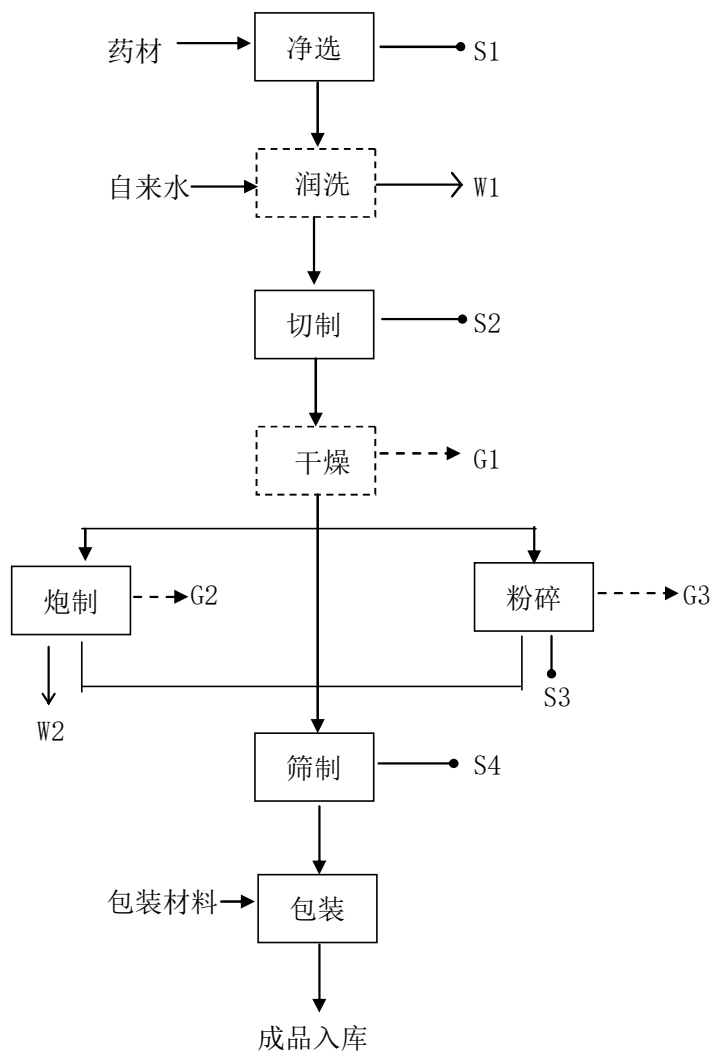 药材
净选
S1
自来水
润洗
W1
切制
S2
干燥
G1
炮制
G2
粉碎
G3
W2
S3
筛制
S4
包装材料
包装
成品入库